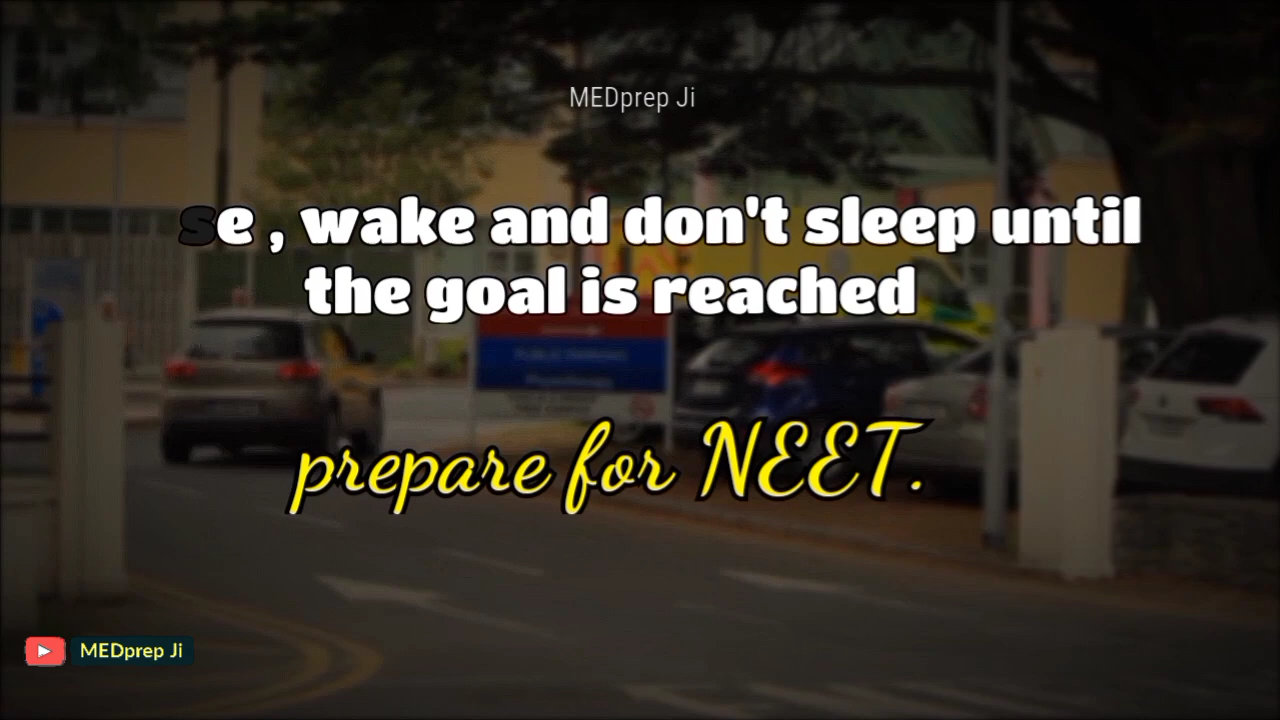 MEDprep Ji
se , wake and don't sleep until
the goal is reached
prepare for NEET.
MEDprep Ji